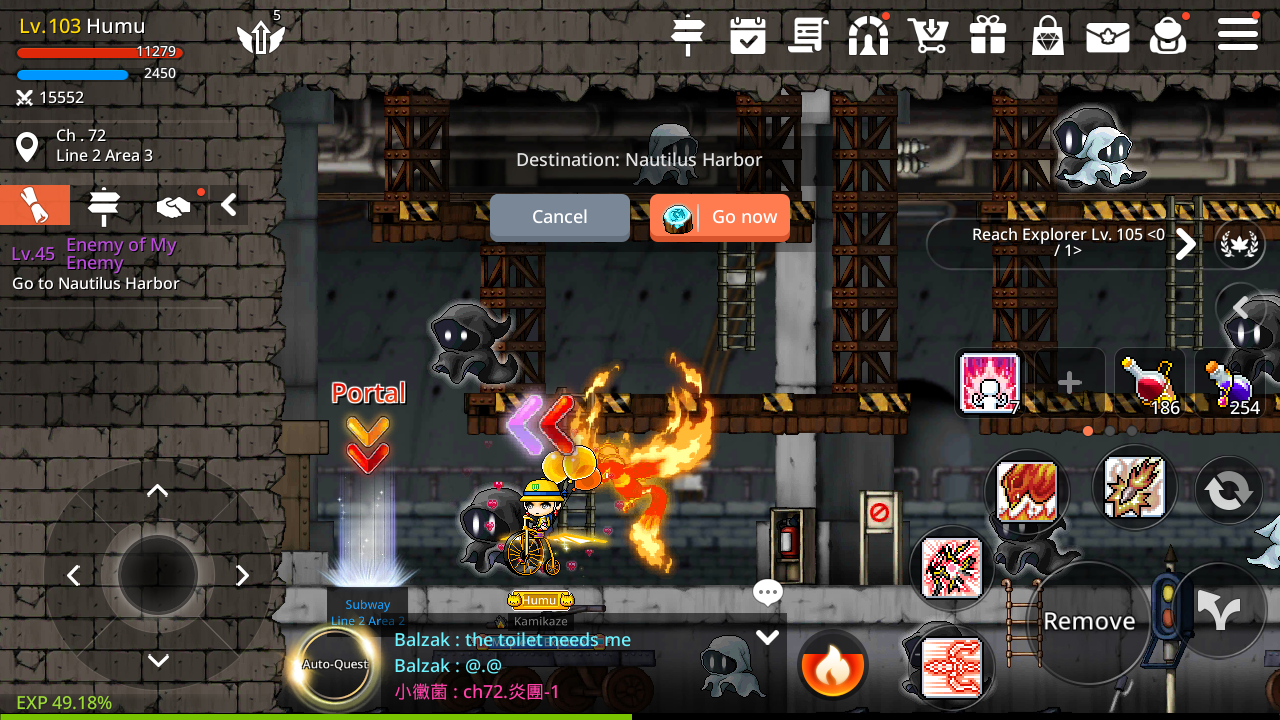 Lv.103 Humu
5
11279
2450
15552
Ch . 72
Line 2 Area 3
Destination: Nautilus Harbor
Cancel
Go now
Reach Explorer Lv. 105 <0
/ 1>
Lv.45 Enemy of My
Enemy
Go to Nautilus Harbor
Portal
7
186
254
Humu
Kamikaze
Subway
Line 2 Area 2
Remove
Auto-Quest
Balzak : the toilet needs me
Balzak : @.@
小黴菌 : ch72.炎團-1
EXP 49.18%